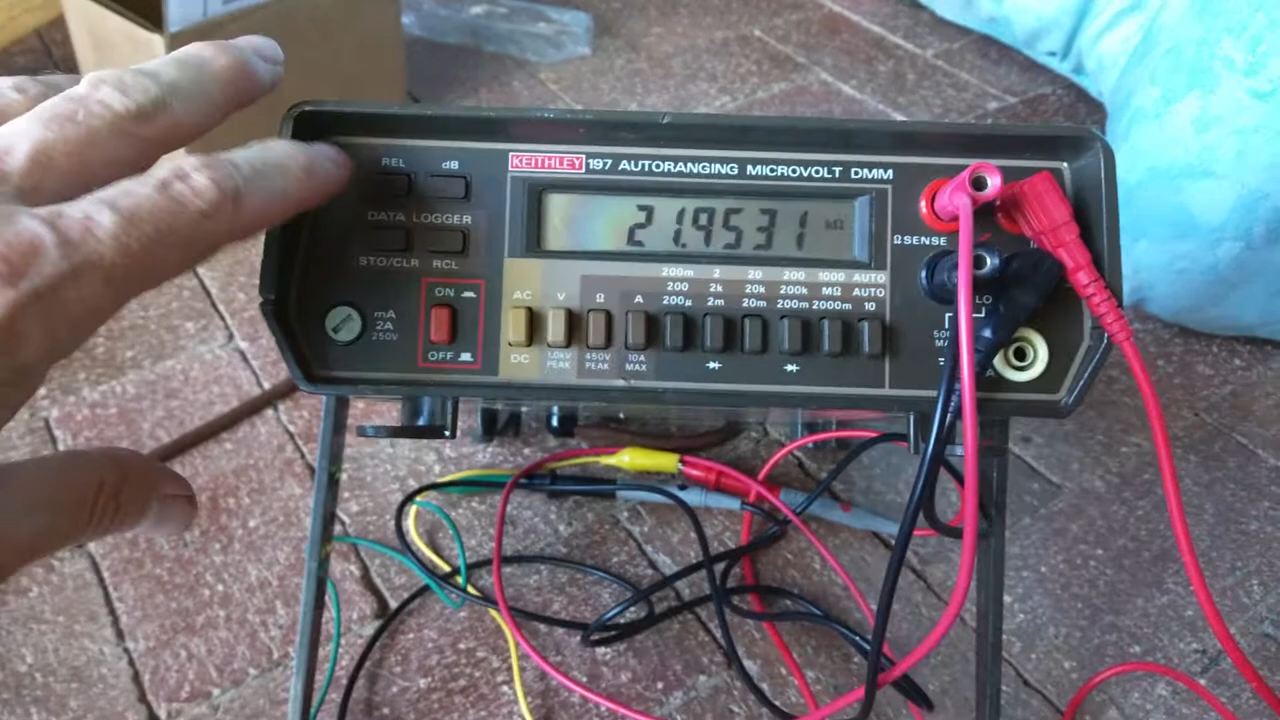 REL dB
KEITHLEY 197 AUTORANGING MICROVOLT DMM
21.9531 kΩ
DATA LOGGER
STO/CLR RCL
ΩSENSE
200m 2 20 200 1000 AUTO
200 2k 20k 200k MΩ AUTO
200µ 2m 20m 200m 2000m 10
ON
OFF
mA
2A
250V
AC V Ω A
DC
1.0kV PEAK
450V PEAK
10A MAX
LO
A